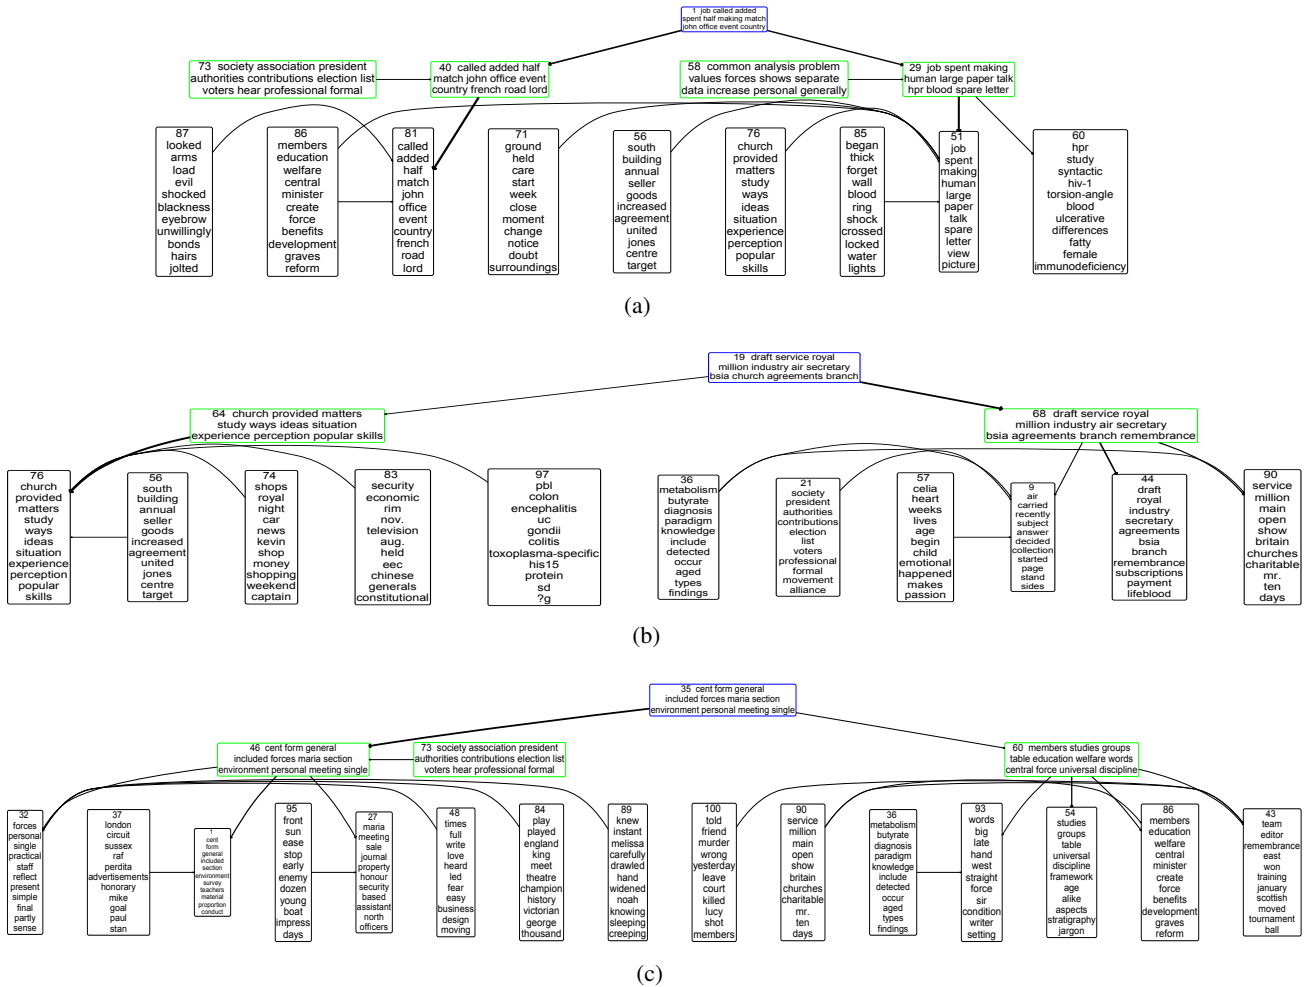 1 job called added
spent half making match
john office event country
73 society association president
authorities contributions election list
voters hear professional formal
40 called added half
match john office event
country french road lord
58 common analysis problem
values forces shows separate
data increase personal generally
29 job spent making
human large paper talk
hpr blood spare letter
87
looked
arms
load
evil
shocked
blackness
eyebrow
unwillingly
bonds
hairs
jolted
86
members
education
welfare
central
minister
create
force
benefits
development
graves
reform
81
called
added
half
match
john
office
event
country
french
road
lord
71
ground
held
care
start
week
close
moment
change
notice
doubt
surroundings
56
south
building
annual
seller
goods
increased
agreement
united
jones
centre
target
76
church
provided
matters
study
ways
ideas
situation
experience
perception
popular
skills
85
began
thick
forget
wall
blood
ring
shock
crossed
locked
water
lights
51
job
spent
making
human
large
paper
talk
spare
letter
view
picture
60
hpr
study
syntactic
hiv-1
torsion-angle
blood
ulcerative
differences
fatty
female
immunodeficiency
(a)
19 draft service royal
million industry air secretary
bsia church agreements branch
64 church provided matters
study ways ideas situation
experience perception popular skills
68 draft service royal
million industry air secretary
bsia agreements branch remembrance
76
church
provided
matters
study
ways
ideas
situation
experience
perception
popular
skills
56
south
building
annual
seller
goods
increased
agreement
united
jones
centre
target
74
shops
royal
night
car
news
kevin
shop
money
shopping
weekend
captain
83
security
economic
rim
nov.
television
aug.
held
eec
chinese
generals
constitutional
97
pbl
colon
encephalitis
uc
gondii
colitis
toxoplasma-specific
his15
protein
sd
?g
36
metabolism
butyrate
diagnosis
paradigm
knowledge
include
detected
occur
aged
types
findings
21
society
president
authorities
contributions
election
list
voters
professional
formal
movement
alliance
57
celia
heart
weeks
lives
age
begin
child
emotional
happened
makes
passion
9
air
carried
recently
subject
answer
decided
collection
started
page
stand
sides
44
draft
royal
industry
secretary
agreements
bsia
branch
remembrance
subscriptions
payment
lifeblood
90
service
million
main
open
show
britain
churches
charitable
mr.
ten
days
(b)
35 cent form general
included forces maria section
environment personal meeting single
46 cent form general
included forces maria section
environment personal meeting single
73 society association president
authorities contributions election list
voters hear professional formal
60 members studies groups
table education welfare words
central force universal discipline
32
forces
personal
single
practical
staff
reflect
present
simple
final
partly
sense
37
london
circuit
sussex
raf
perdita
advertisements
honorary
mike
goal
paul
stan
1
cent
form
general
included
section
environment
survey
teachers
material
proportion
conduct
95
front
sun
ease
stop
early
enemy
dozen
young
boat
impress
days
27
maria
meeting
sale
journal
property
honour
security
based
assistant
north
officers
48
times
full
write
love
heard
led
fear
easy
business
design
moving
84
play
played
england
king
meet
theatre
champion
history
victorian
george
thousand
89
knew
instant
melissa
carefully
drawled
hand
widened
noah
knowing
sleeping
creeping
100
told
friend
murder
wrong
yesterday
leave
court
killed
lucy
shot
members
90
service
million
main
open
show
britain
churches
charitable
mr.
ten
days
36
metabolism
butyrate
diagnosis
paradigm
knowledge
include
detected
occur
aged
types
findings
93
words
big
late
hand
west
straight
force
sir
condition
writer
setting
54
studies
groups
table
universal
discipline
framework
age
alike
aspects
stratigraphy
jargon
86
members
education
welfare
central
minister
create
force
benefits
development
graves
reform
43
team
editor
remembrance
east
won
training
january
scottish
moved
tournament
ball
(c)